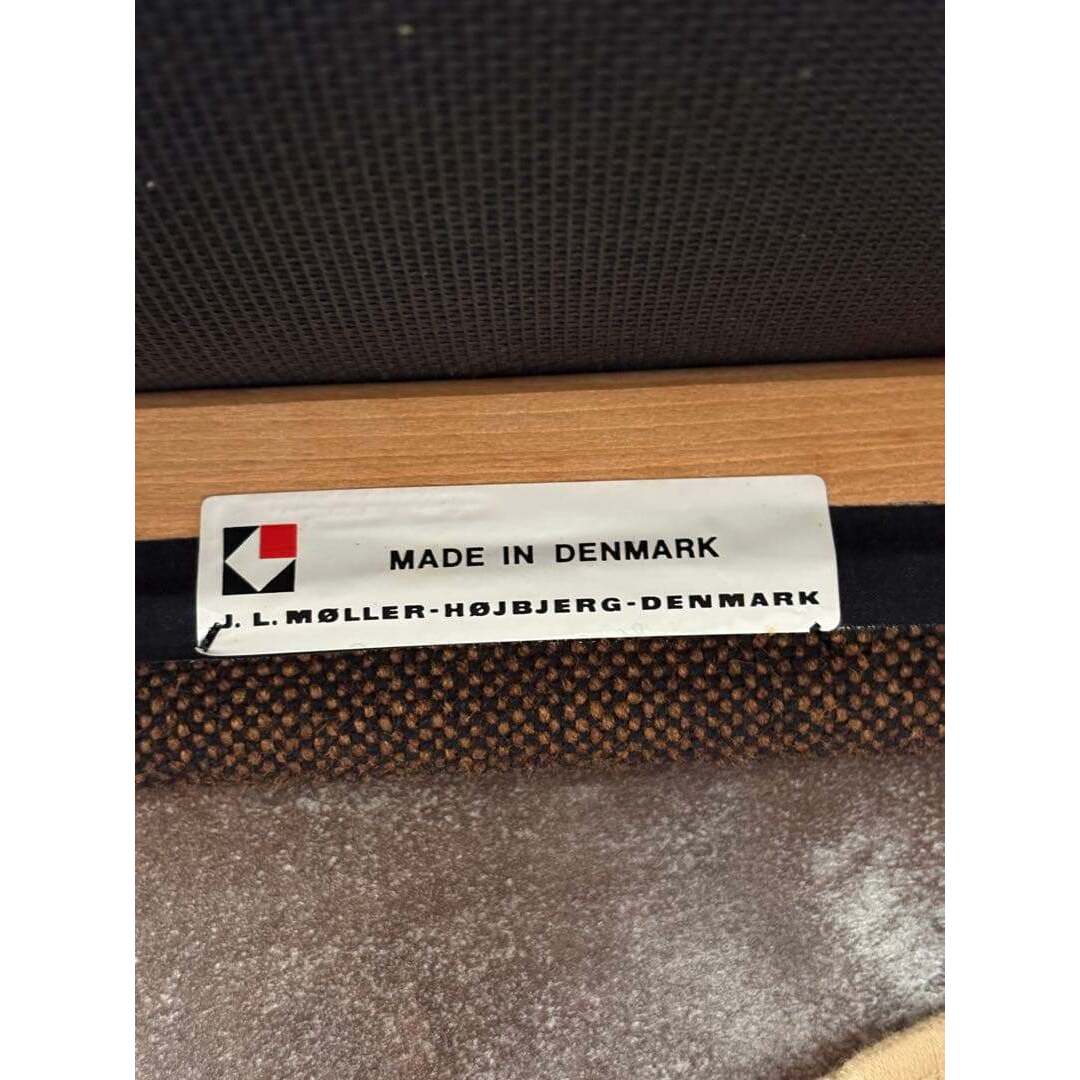 MADE IN DENMARK
J. L. MØLLER-HØJBJERG-DENMARK